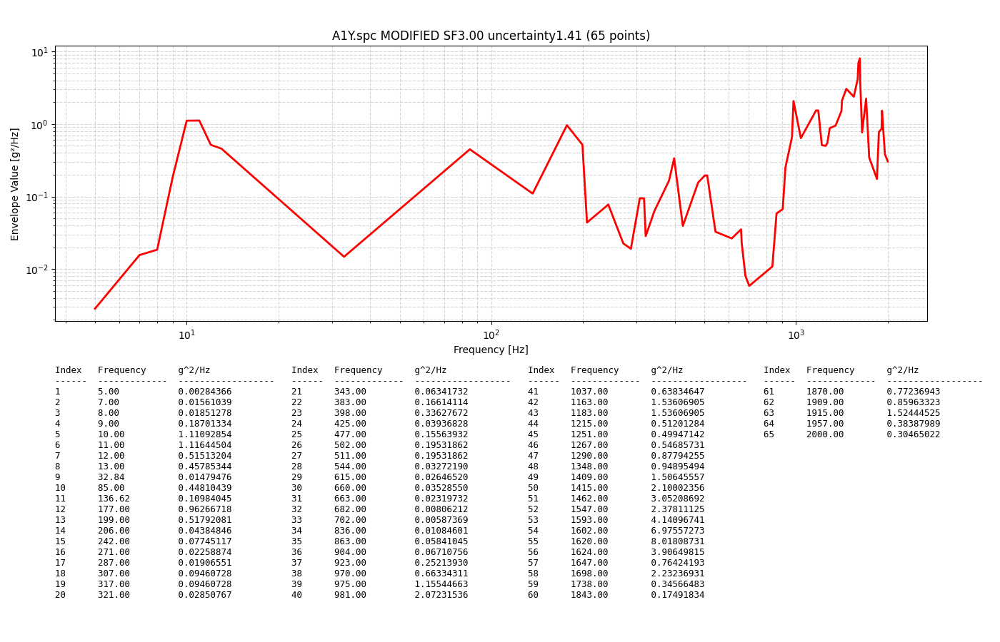 A1Y.spc MODIFIED SF3.00 uncertainty1.41 (65 points)
10¹
10⁰
10⁻¹
10⁻²
Envelope Value [g²/Hz]
10¹ 10² 10³
Frequency [Hz]
Index Frequency g^2/Hz Index Frequency g^2/Hz Index Frequency g^2/Hz Index Frequency g^2/Hz
------ ------------- ------------------ ------ ------------- ------------------ ------ ------------- ------------------ ------ ------------- ------------------
1 5.00 0.00284366 21 343.00 0.06341732 41 1037.00 0.63834647 61 1870.00 0.77236943
2 7.00 0.01561039 22 383.00 0.16614114 42 1163.00 1.53606905 62 1909.00 0.85963323
3 8.00 0.01851278 23 398.00 0.33627672 43 1183.00 1.53606905 63 1915.00 1.52444525
4 9.00 0.18701334 24 425.00 0.03936828 44 1215.00 0.51201284 64 1957.00 0.38387989
5 10.00 1.11092854 25 477.00 0.15563932 45 1251.00 0.49947142 65 2000.00 0.30465022
6 11.00 1.11644504 26 502.00 0.19531862 46 1267.00 0.54685731
7 12.00 0.51513204 27 511.00 0.19531862 47 1290.00 0.87794255
8 13.00 0.45785344 28 544.00 0.03272190 48 1348.00 0.94895494
9 32.84 0.01479476 29 615.00 0.02646520 49 1409.00 1.50645557
10 85.00 0.44810439 30 660.00 0.03528550 50 1415.00 2.10002356
11 136.62 0.10984045 31 663.00 0.02319732 51 1462.00 3.05208692
12 177.00 0.96266718 32 682.00 0.00806212 52 1547.00 2.37811125
13 199.00 0.51792081 33 702.00 0.00587369 53 1593.00 4.14096741
14 206.00 0.04384846 34 836.00 0.01084601 54 1602.00 6.97557273
15 242.00 0.07745117 35 863.00 0.05841045 55 1620.00 8.01808731
16 271.00 0.02258874 36 904.00 0.06710756 56 1624.00 3.90649815
17 287.00 0.01906551 37 923.00 0.25213930 57 1647.00 0.76424193
18 307.00 0.09460728 38 970.00 0.66334311 58 1698.00 2.23236931
19 317.00 0.09460728 39 975.00 1.15544663 59 1738.00 0.34566483
20 321.00 0.02850767 40 981.00 2.07231536 60 1843.00 0.17491834